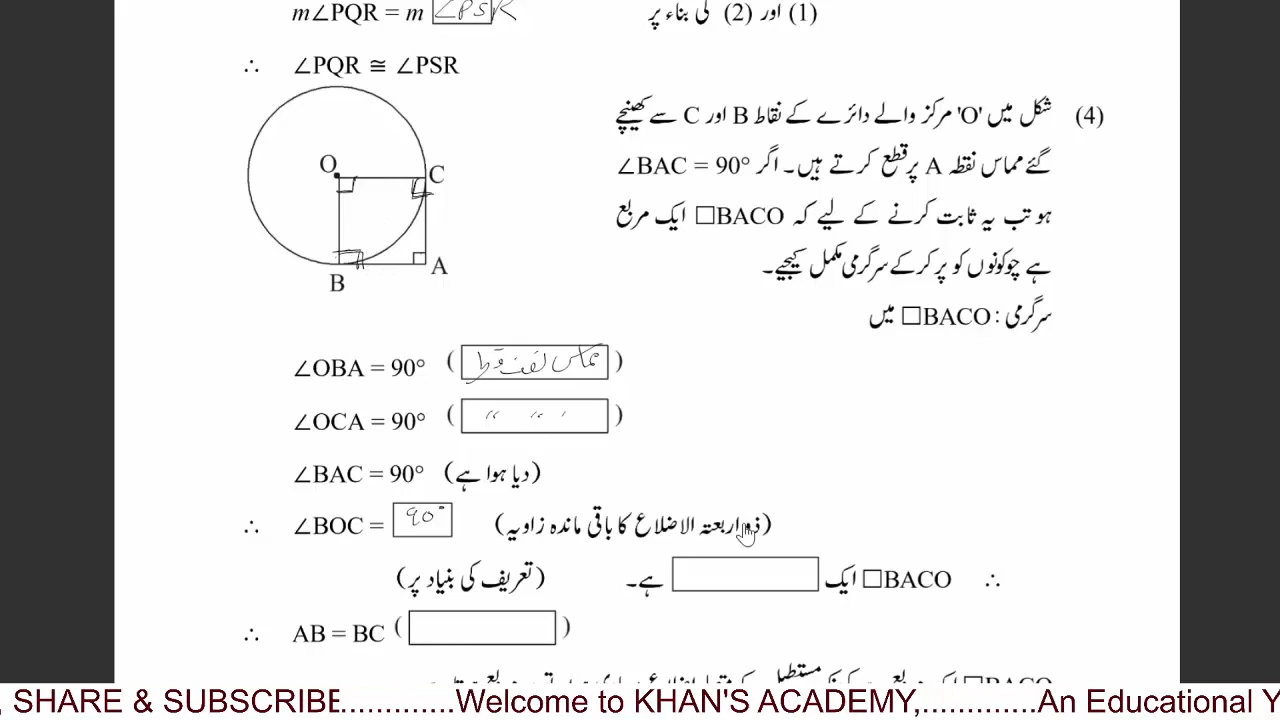 m∠PQR = m ∠PSR (1) اور (2) کی بناء پر
∴ ∠PQR ≅ ∠PSR
(4) شکل میں 'O' مرکز والے دائرے کے نقاط B اور C سے کھینچے
گئے مماس نقطہ A پر قطع کرتے ہیں۔ اگر ∠BAC = 90°
ہو تب یہ ثابت کرنے کے لیے کہ □BACO ایک مربع
ہے چوکونوں کو پر کر کے سرگرمی مکمل کیجیے۔
O
C
B
A
سرگرمی : □BACO میں
∠OBA = 90° ( مماس نصف قطر )
∠OCA = 90° ( " " ' )
∠BAC = 90° (دیا ہوا ہے)
∴ ∠BOC = 90° (ذو اربعتہ الاضلاع کا باقی ماندہ زاویہ)
∴ □BACO ایک ہے۔ (تعریف کی بنیاد پر)
∴ AB = BC ( )
SHARE & SUBSCRIBE.............Welcome to KHAN'S ACADEMY,.............An Educational Y